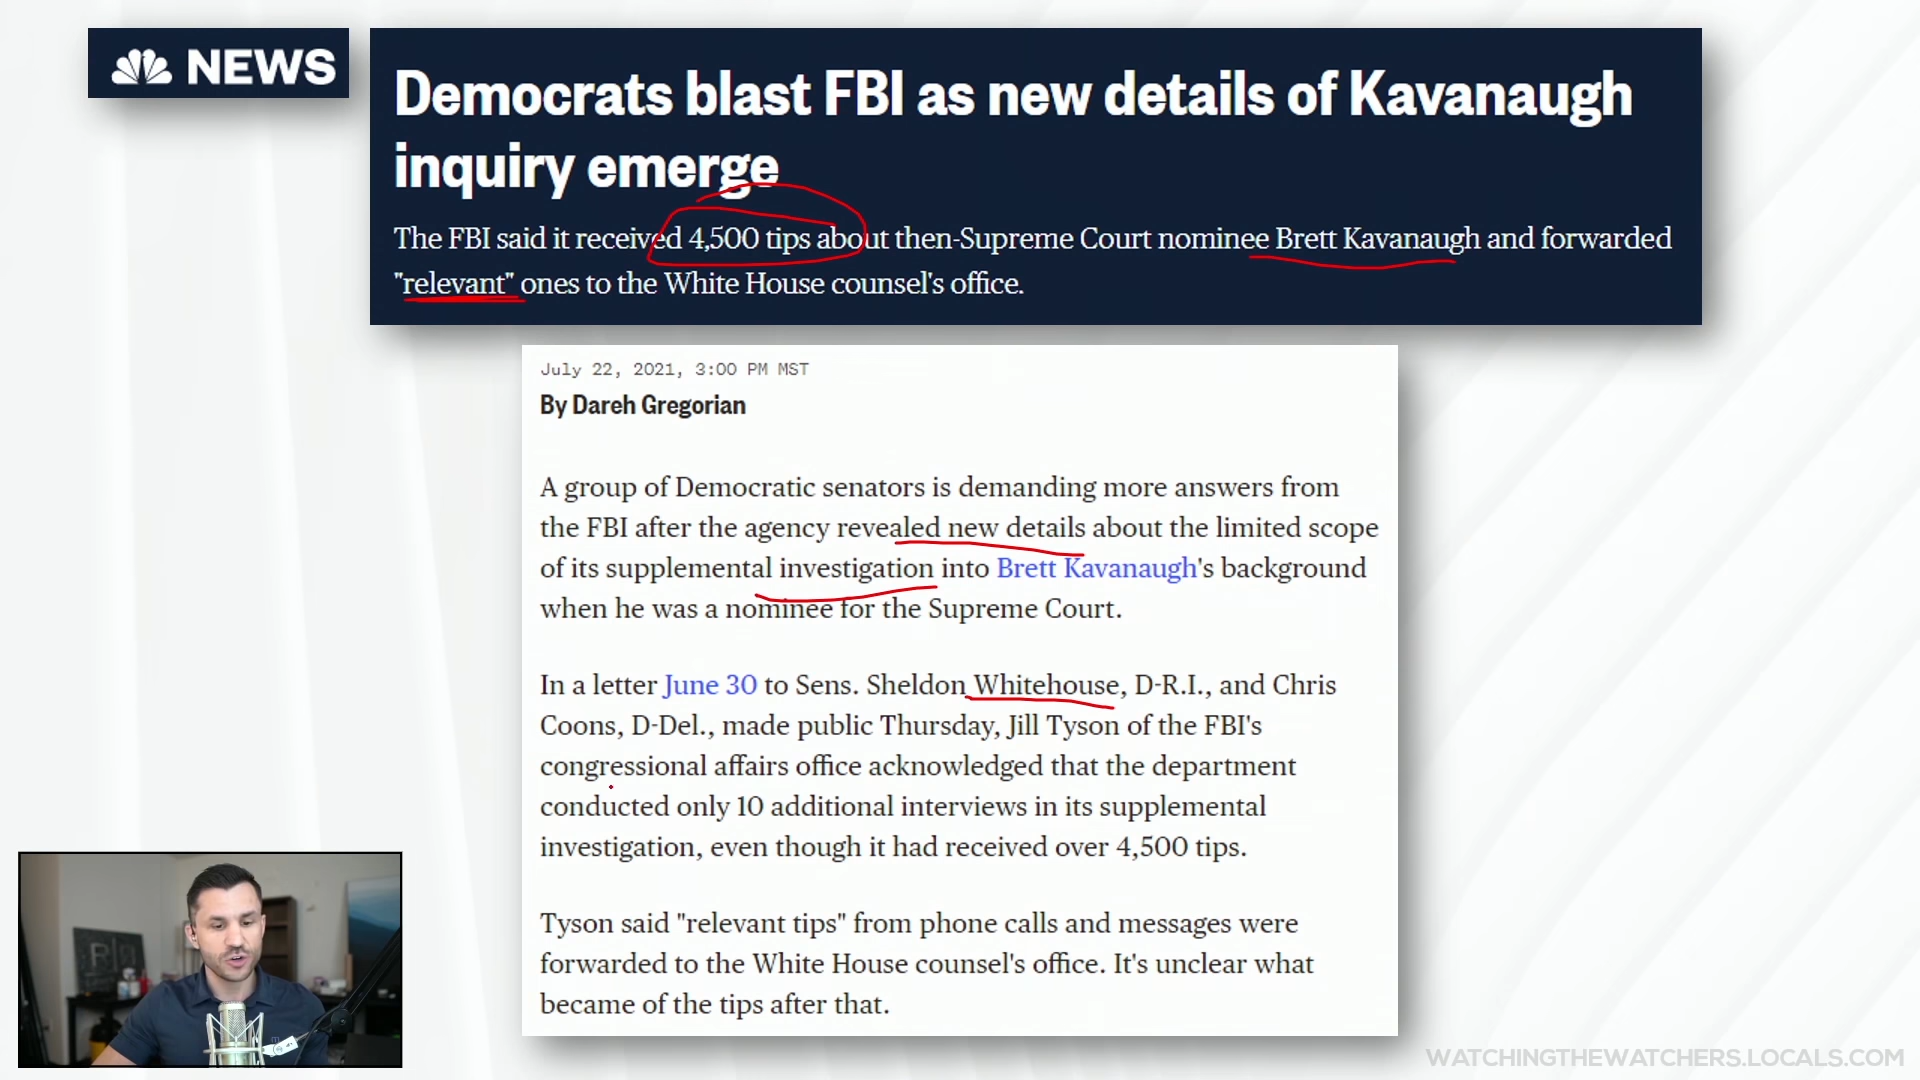 NEWS
Democrats blast FBI as new details of Kavanaugh
inquiry emerge
The FBI said it received 4,500 tips about then-Supreme Court nominee Brett Kavanaugh and forwarded
"relevant" ones to the White House counsel's office.
July 22, 2021, 3:00 PM MST
By Dareh Gregorian
A group of Democratic senators is demanding more answers from
the FBI after the agency revealed new details about the limited scope
of its supplemental investigation into Brett Kavanaugh's background
when he was a nominee for the Supreme Court.
In a letter June 30 to Sens. Sheldon Whitehouse, D-R.I., and Chris
Coons, D-Del., made public Thursday, Jill Tyson of the FBI's
congressional affairs office acknowledged that the department
conducted only 10 additional interviews in its supplemental
investigation, even though it had received over 4,500 tips.
Tyson said "relevant tips" from phone calls and messages were
forwarded to the White House counsel's office. It's unclear what
became of the tips after that.
WATCHINGTHEWATCHERS.LOCALS.COM